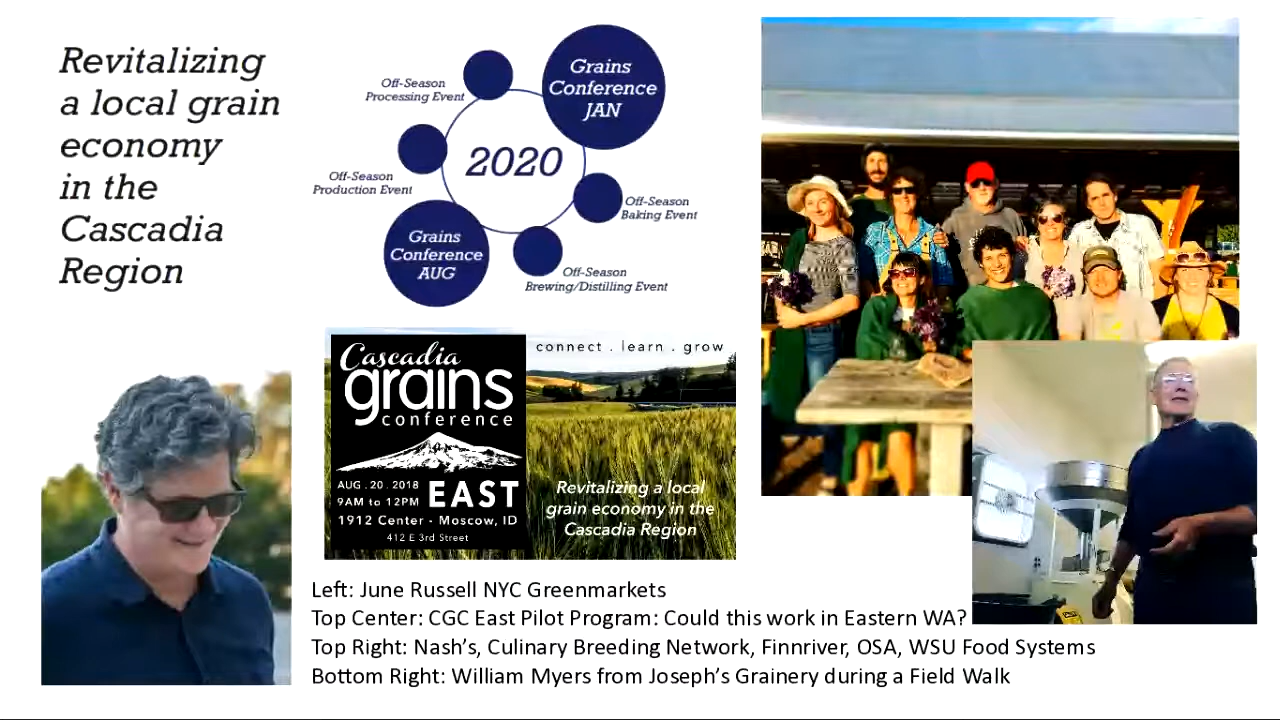 Revitalizing
a local grain
economy
in the
Cascadia
Region
Grains
Conference
JAN
Off-Season
Processing Event
2020
Off-Season
Production Event
Off-Season
Baking Event
Grains
Conference
AUG
Off-Season
Brewing/Distilling Event
Cascadia
grains
conference
AUG . 20 . 2018
9AM to 12PM
EAST
1912 Center - Moscow, ID
412 E 3rd Street
connect . learn . grow
Revitalizing a local
grain economy in the
Cascadia Region
Left: June Russell NYC Greenmarkets
Top Center: CGC East Pilot Program: Could this work in Eastern WA?
Top Right: Nash’s, Culinary Breeding Network, Finnriver, OSA, WSU Food Systems
Bottom Right: William Myers from Joseph’s Grainery during a Field Walk